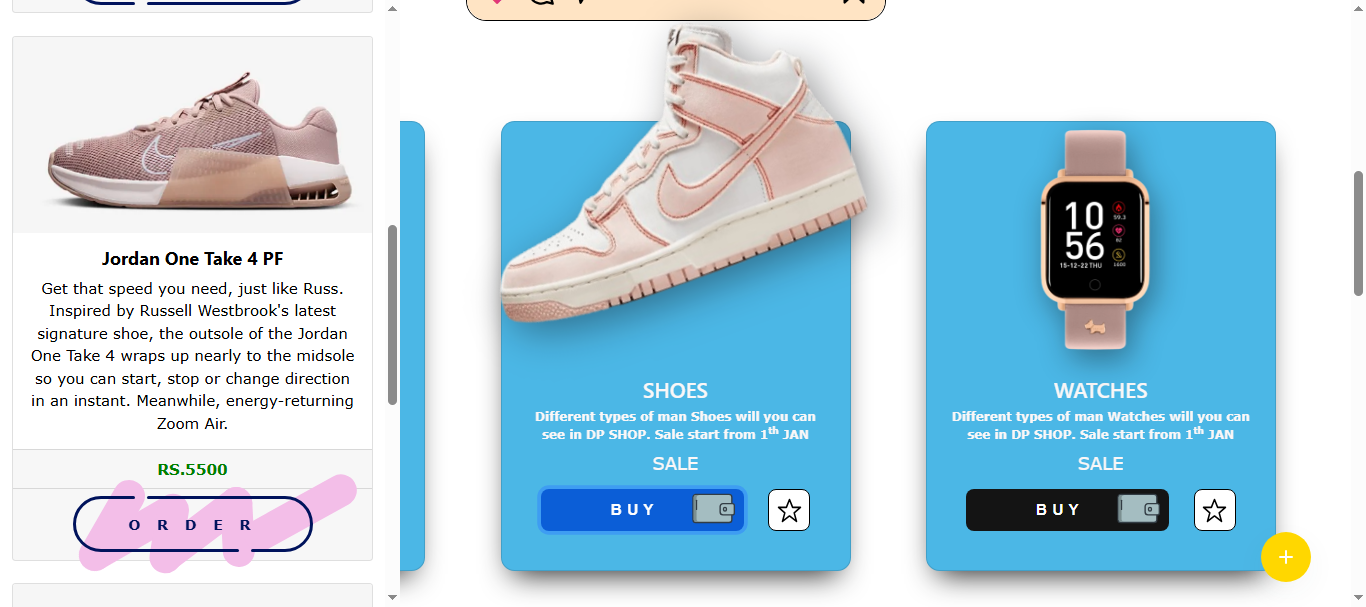 Jordan One Take 4 PF
Get that speed you need, just like Russ.
Inspired by Russell Westbrook's latest
signature shoe, the outsole of the Jordan
One Take 4 wraps up nearly to the midsole
so you can start, stop or change direction
in an instant. Meanwhile, energy-returning
Zoom Air.
RS.5500
ORDER
SHOES
Different types of man Shoes will you can
see in DP SHOP. Sale start from 1th JAN
SALE
BUY
10
56
59.3
82
15-12-22 THU
WATCHES
Different types of man Watches will you can
see in DP SHOP. Sale start from 1th JAN
SALE
BUY
+